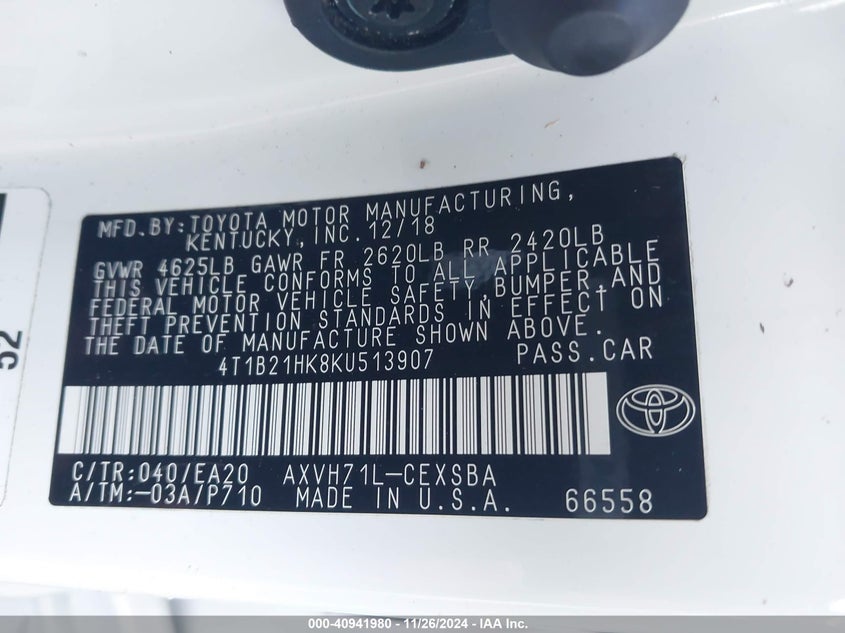 MFD.BY:TOYOTA MOTOR MANUFACTURING,
KENTUCKY, INC. 12/18
GVWR 4625LB GAWR FR 2620LB RR 2420LB
THIS VEHICLE CONFORMS TO ALL APPLICABLE
FEDERAL MOTOR VEHICLE SAFETY,BUMPER,AND
THEFT PREVENTION STANDARDS IN EFFECT ON
THE DATE OF MANUFACTURE SHOWN ABOVE.
4T1B21HK8KU513907 PASS.CAR
C/TR:040/EA20 AXVH71L-CEXSBA
A/TM:-03A/P710 MADE IN U.S.A. 66558
52
000-40941980 - 11/26/2024 - IAA Inc.